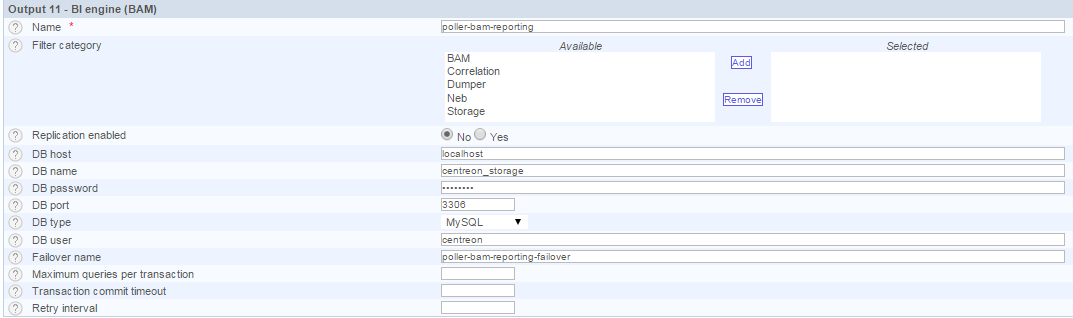 Output 11 - BI engine (BAM)
? Name * poller-bam-reporting
? Filter category Available Selected
BAM
Correlation
Dumper
Neb
Storage
Add
Remove
? Replication enabled No Yes
? DB host localhost
? DB name centreon_storage
? DB password ••••••••
? DB port 3306
? DB type MySQL ▼
? DB user centreon
? Failover name poller-bam-reporting-failover
? Maximum queries per transaction
? Transaction commit timeout
? Retry interval